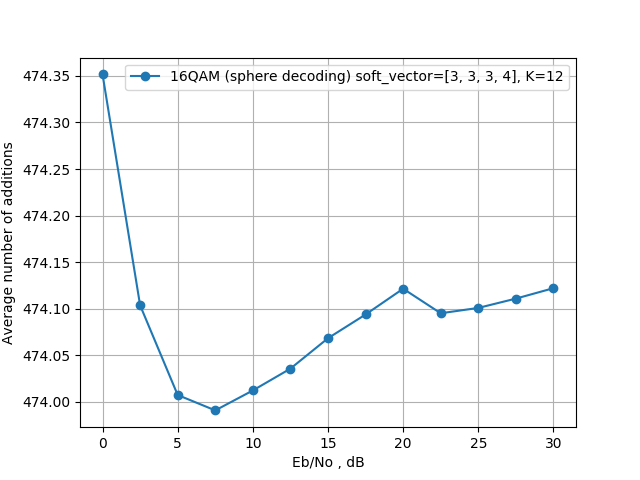 16QAM (sphere decoding) soft_vector=[3, 3, 3, 4], K=12
Average number of additions
474.35
474.30
474.25
474.20
474.15
474.10
474.05
474.00
0 5 10 15 20 25 30
Eb/No , dB